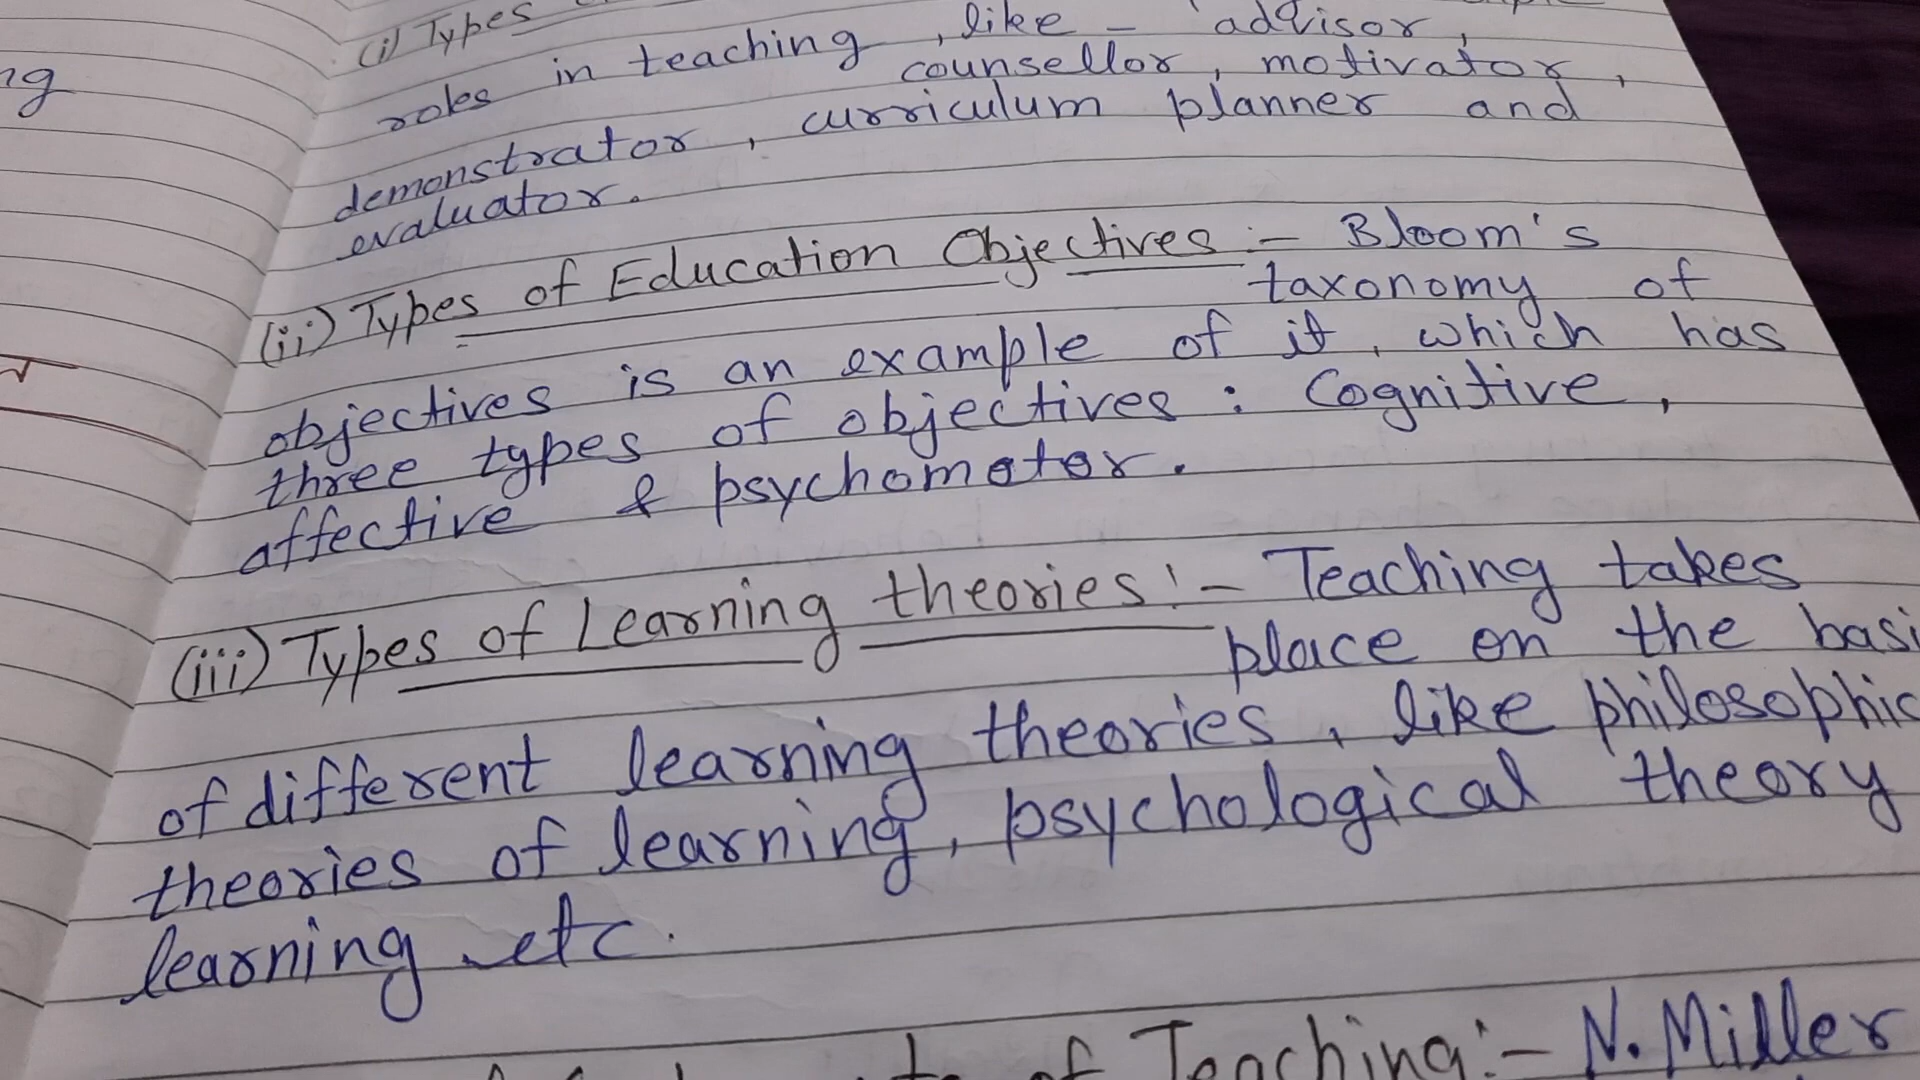 ng
(i) Types
roles in teaching, like - advisor,
counsellor, motivator,
demonstrator, curriculum planner and
evaluator.
(ii) Types of Education Objectives :- Bloom's
taxonomy of
objectives is an example of it, which has
three types of objectives : Cognitive,
affective & psychomotor.
(iii) Types of Learning theories :- Teaching takes
place on the basi
of different learning theories, like philosophic
theories of learning, psychological theory
learning etc.
of Teaching :- N. Miller